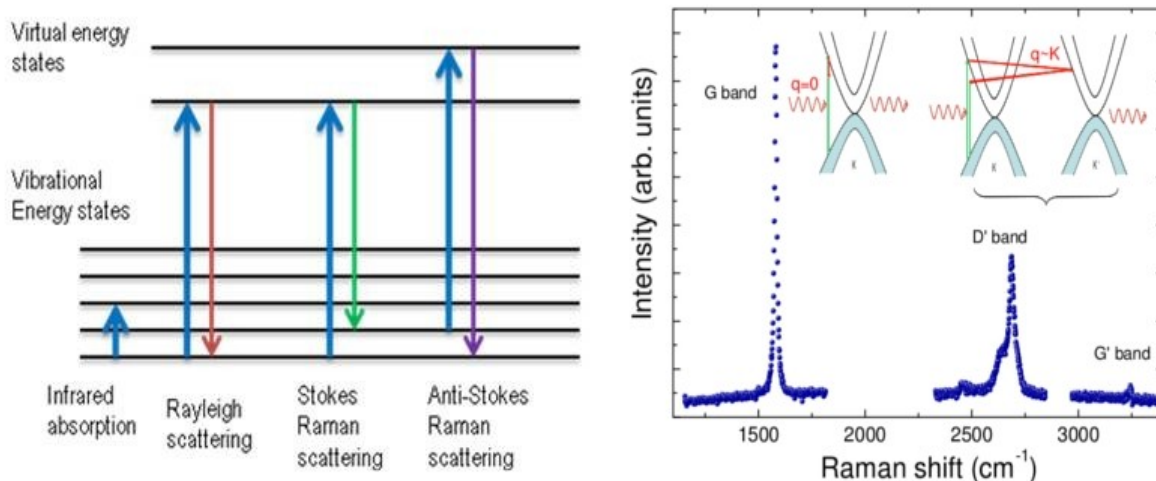 Virtual energy
states
Vibrational
Energy states
Infrared
absorption
Rayleigh
scattering
Stokes
Raman
scattering
Anti-Stokes
Raman
scattering
Intensity (arb. units)
G band
q=0
K
q~K
K
K'
D' band
G' band
1500
2000
2500
3000
Raman shift (cm⁻¹)